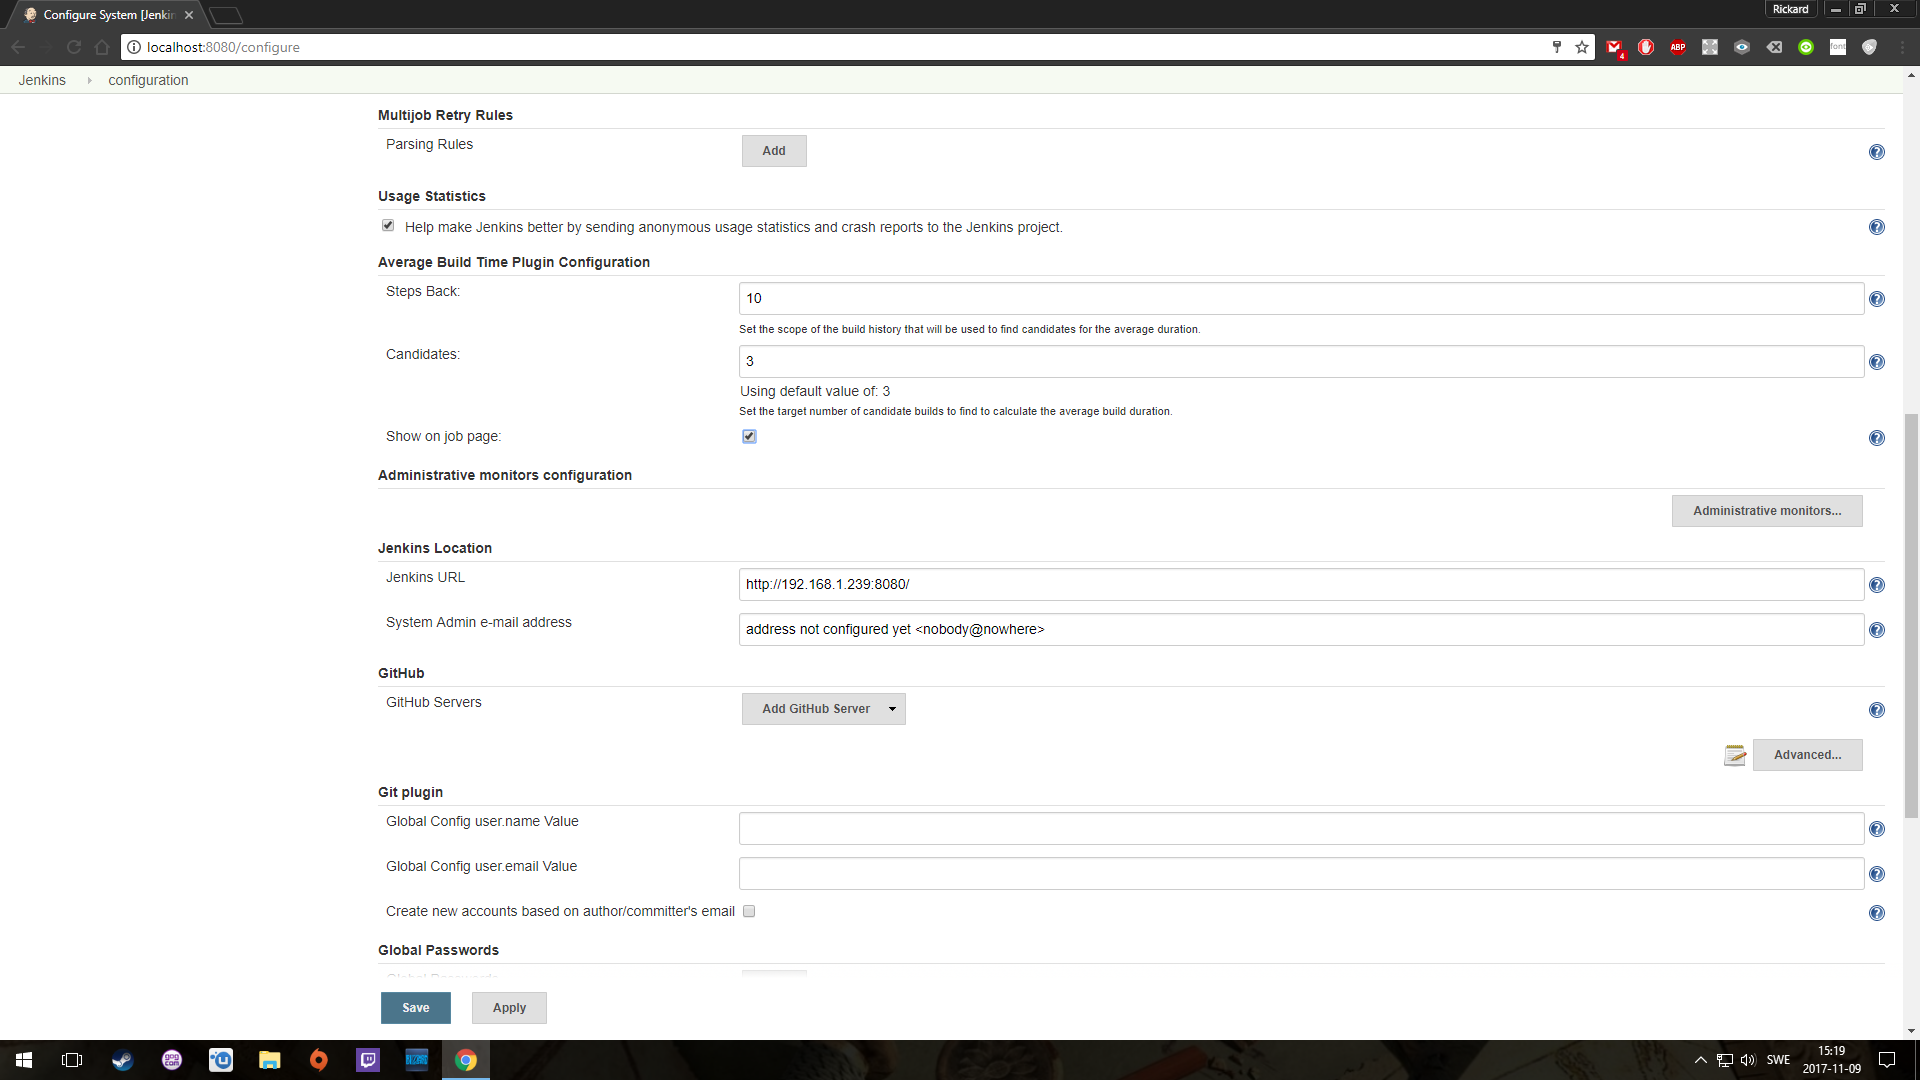 Configure System [Jenkin
Rickard
localhost:8080/configure
4
ABP
font
Jenkins
configuration
Multijob Retry Rules
Parsing Rules
Add
Usage Statistics
Help make Jenkins better by sending anonymous usage statistics and crash reports to the Jenkins project.
Average Build Time Plugin Configuration
Steps Back:
10
Set the scope of the build history that will be used to find candidates for the average duration.
Candidates:
3
Using default value of: 3
Set the target number of candidate builds to find to calculate the average build duration.
Show on job page:
Administrative monitors configuration
Administrative monitors...
Jenkins Location
Jenkins URL
http://192.168.1.239:8080/
System Admin e-mail address
address not configured yet <nobody@nowhere>
GitHub
GitHub Servers
Add GitHub Server
Advanced...
Git plugin
Global Config user.name Value
Global Config user.email Value
Create new accounts based on author/committer's email
Global Passwords
Global Passwords
Save
Apply
gog
com
SWE
15:19
2017-11-09